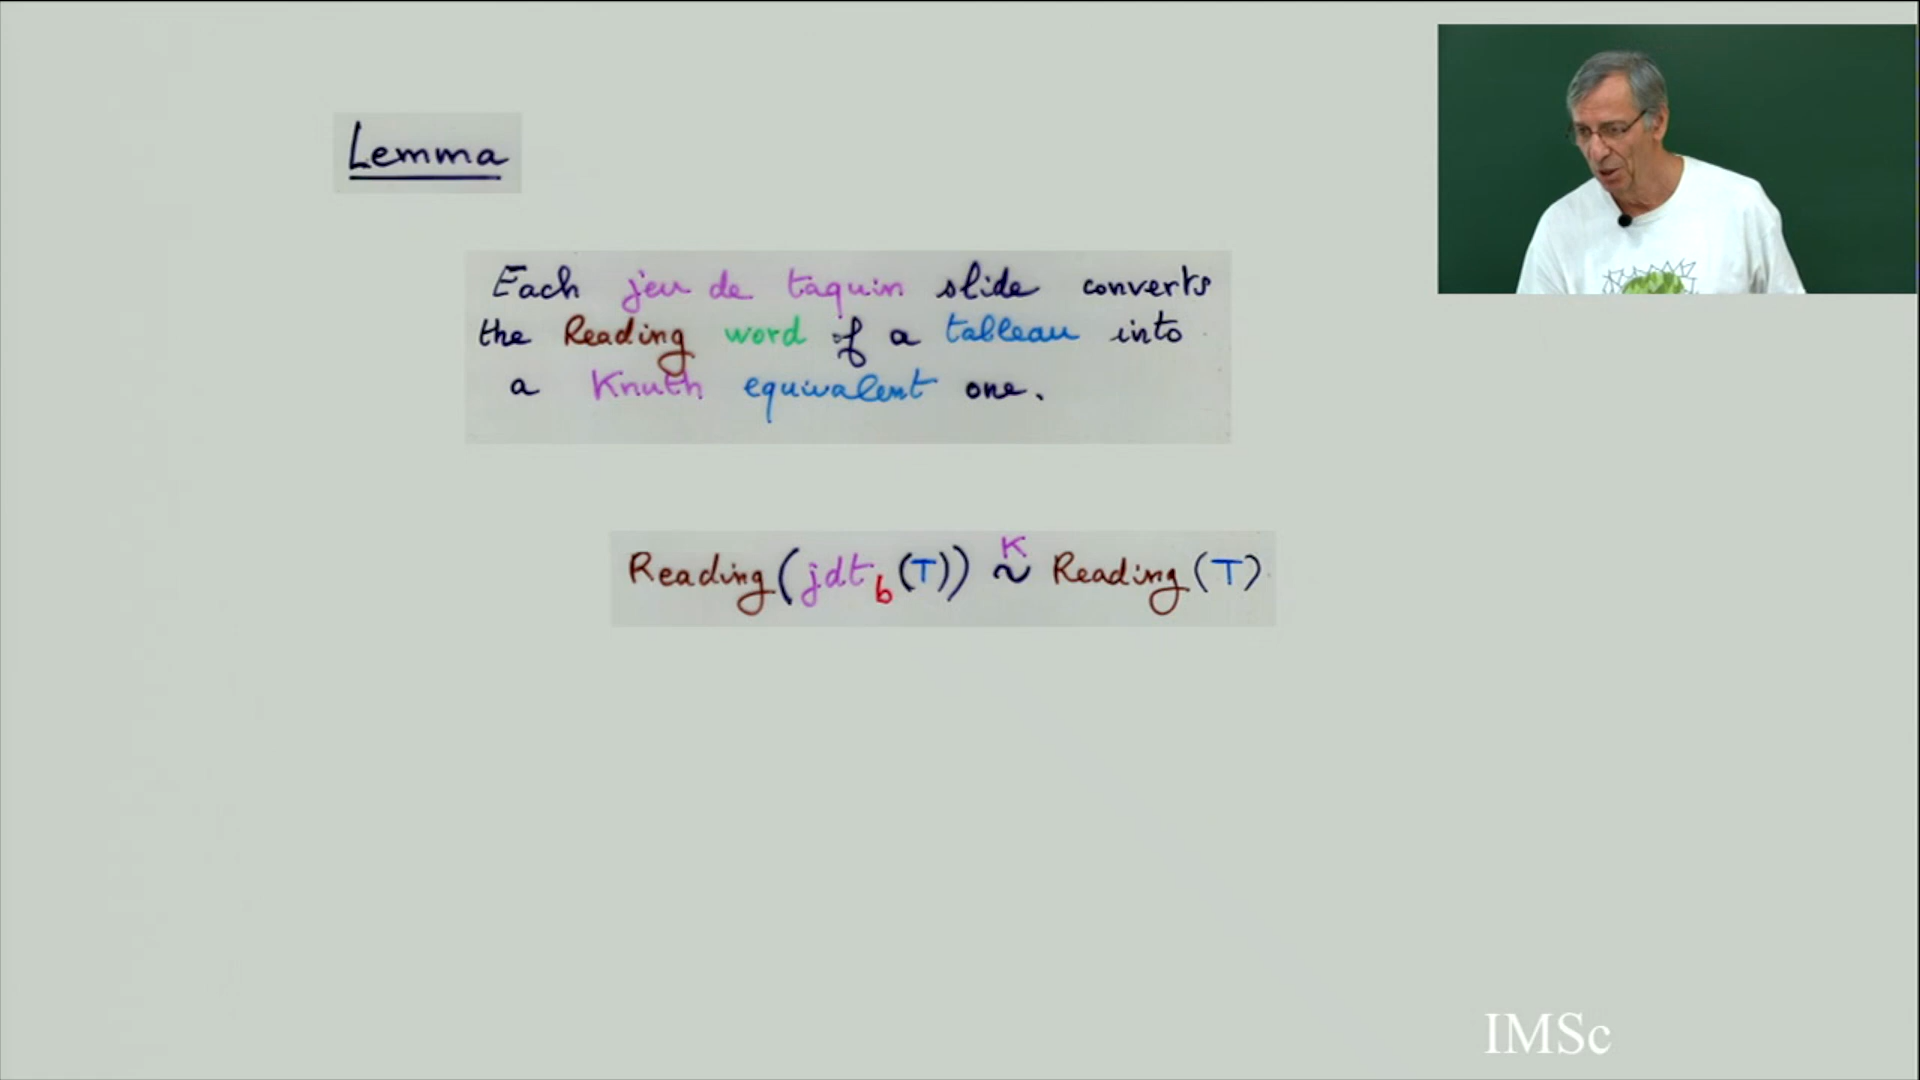 Lemma
Each jeu de taquin slide converts
the Reading word of a tableau into
a Knuth equivalent one.
K
Reading (jdt_b (T)) ~ Reading (T)
IMSc